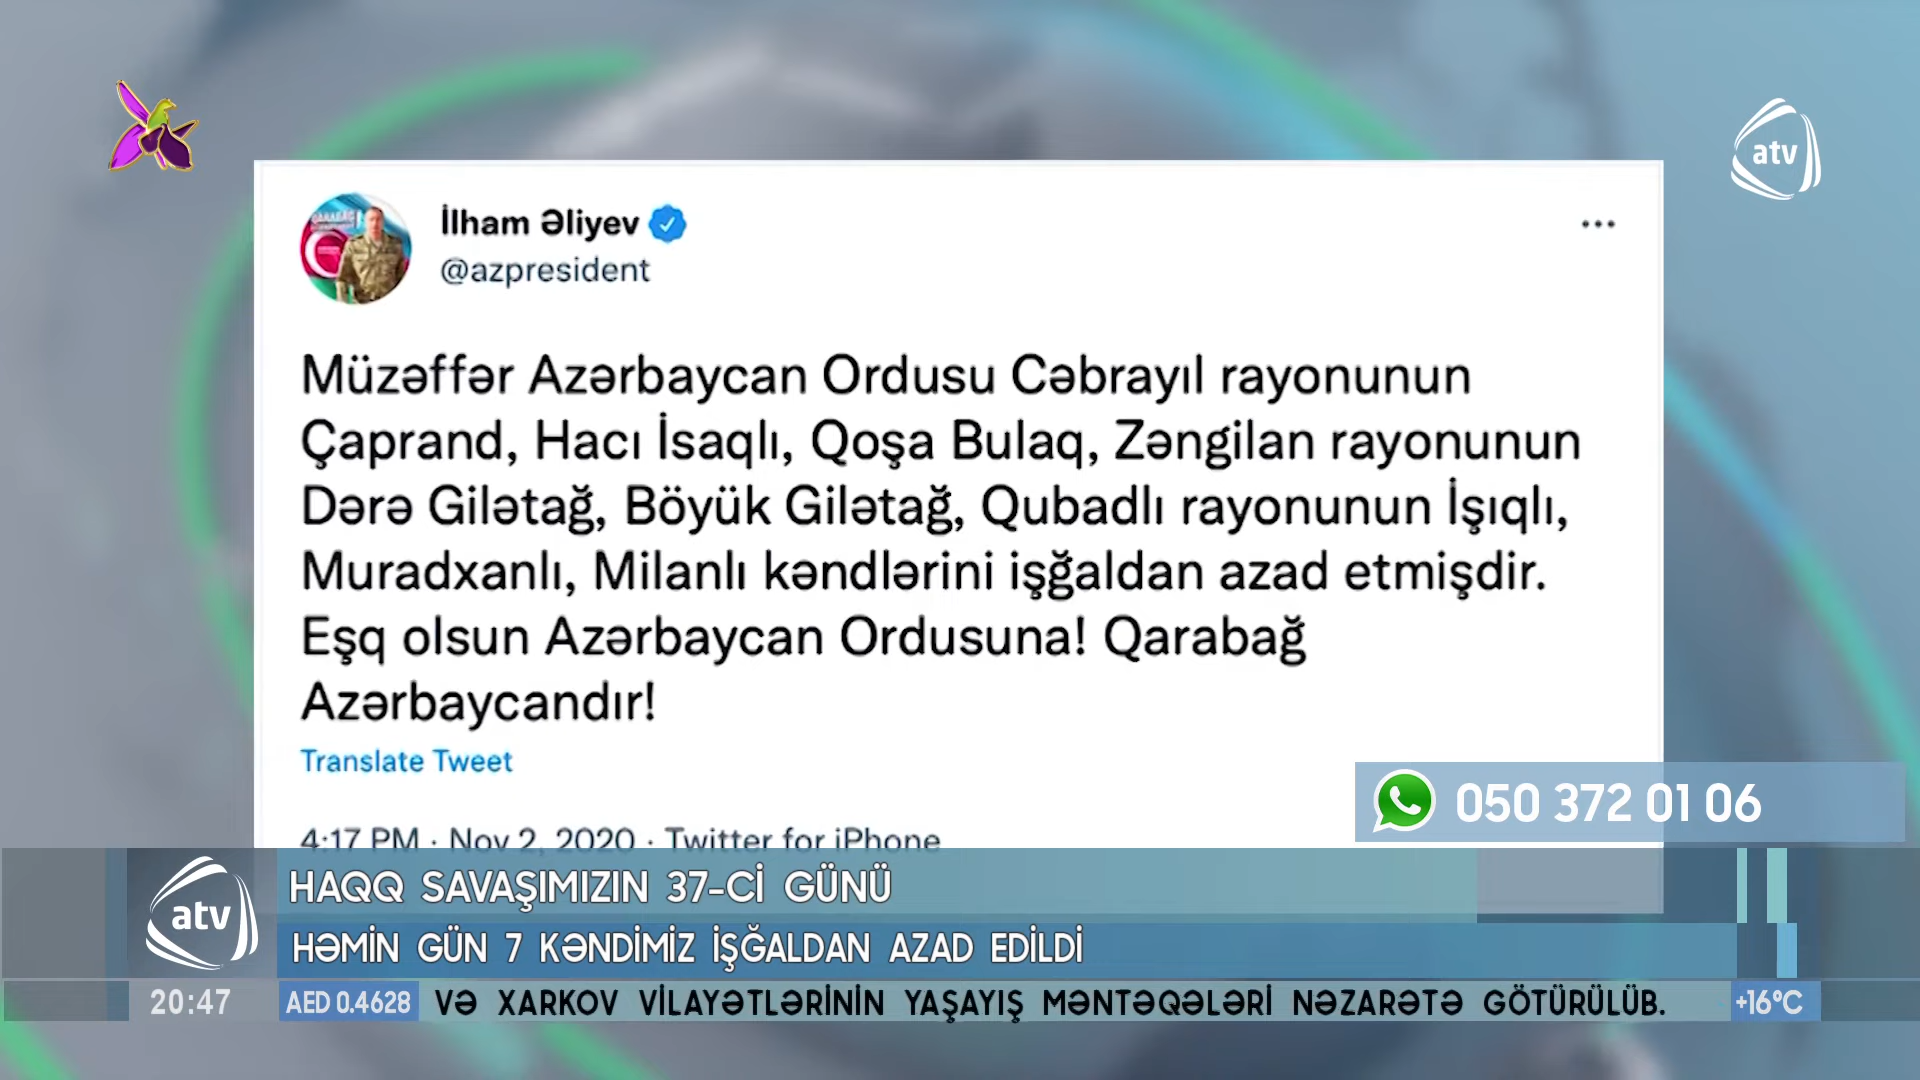 atv
İlham Əliyev
@azpresident
Müzəffər Azərbaycan Ordusu Cəbrayıl rayonunun
Çaprand, Hacı İsaqlı, Qoşa Bulaq, Zəngilan rayonunun
Dərə Gilətağ, Böyük Gilətağ, Qubadlı rayonunun İşıqlı,
Muradxanlı, Milanlı kəndlərini işğaldan azad etmişdir.
Eşq olsun Azərbaycan Ordusuna! Qarabağ
Azərbaycandır!
Translate Tweet
050 372 01 06
4:17 PM · Nov 2, 2020 · Twitter for iPhone
atv
HAQQ SAVAŞIMIZIN 37-Cİ GÜNÜ
HƏMİN GÜN 7 KƏNDİMİZ İŞĞALDAN AZAD EDİLDİ
20:47 AED 0.4628 VƏ XARKOV VİLAYƏTLƏRİNİN YAŞAYIŞ MƏNTƏQƏLƏRİ NƏZARƏTƏ GÖTÜRÜLÜB. +16°C